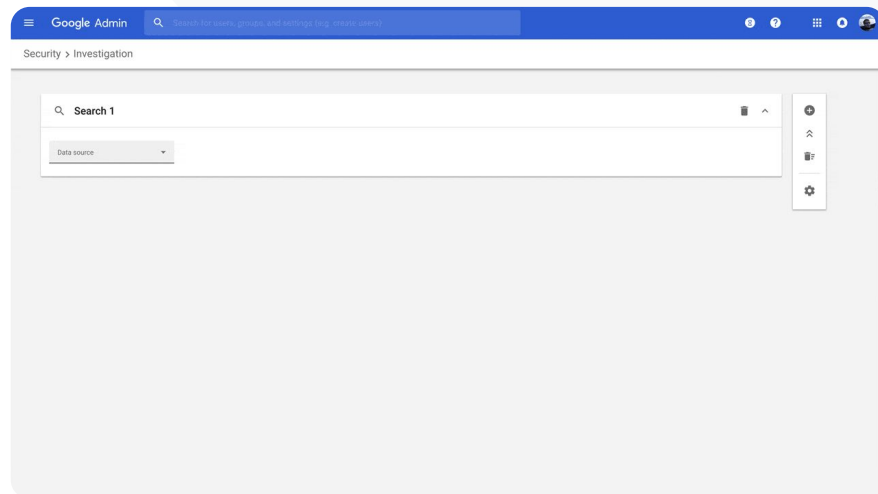 Google Admin
Search for users, groups, and settings (e.g. create users)
Security > Investigation
Search 1
Data source